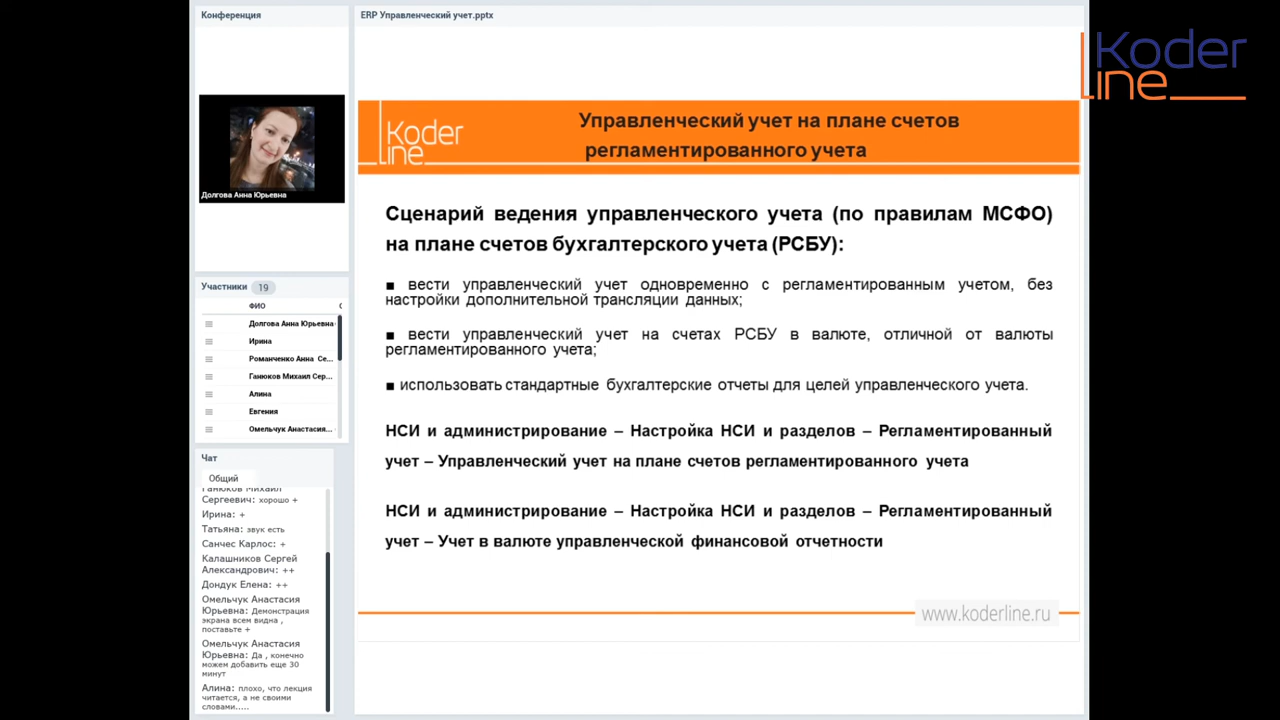 Конференция
ERP Управленческий учет.pptx
Koder
Line
Долгова Анна Юрьевна
Участники 19
ФИО
Долгова Анна Юрьевна
Ирина
Романченко Анна Се...
Ганюков Михаил Сер...
Алина
Евгения
Омельчук Анастасия...
Чат
Общий
Ганюков Михаил
Сергеевич: хорошо +
Ирина: +
Татьяна: звук есть
Санчес Карлос: +
Калашников Сергей
Александрович: ++
Дондук Елена: ++
Омельчук Анастасия
Юрьевна: Демонстрация
экрана всем видна ,
поставьте +
Омельчук Анастасия
Юрьевна: Да , конечно
можем добавить еще 30
минут
Алина: плохо, что лекция
читается, а не своими
словами.....
Koder
Line
Управленческий учет на плане счетов
регламентированного учета
Сценарий ведения управленческого учета (по правилам МСФО)
на плане счетов бухгалтерского учета (РСБУ):
■ вести управленческий учет одновременно с регламентированным учетом, без
настройки дополнительной трансляции данных;
■ вести управленческий учет на счетах РСБУ в валюте, отличной от валюты
регламентированного учета;
■ использовать стандартные бухгалтерские отчеты для целей управленческого учета.
НСИ и администрирование – Настройка НСИ и разделов – Регламентированный
учет – Управленческий учет на плане счетов регламентированного учета
НСИ и администрирование – Настройка НСИ и разделов – Регламентированный
учет – Учет в валюте управленческой финансовой отчетности
www.koderline.ru